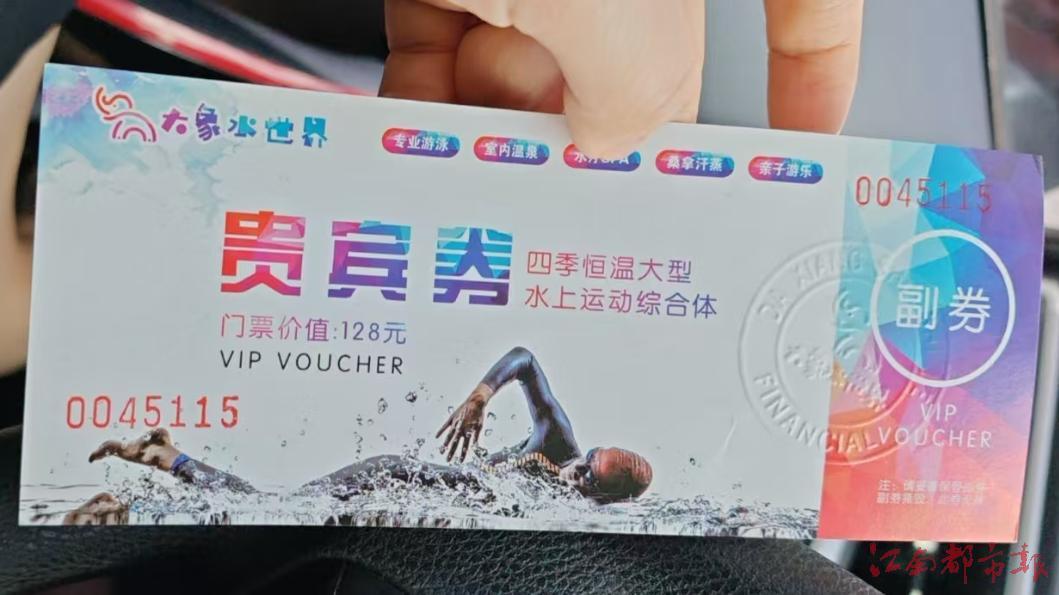 大象水世界
专业游泳
室内温泉
桑拿汗蒸
亲子游乐
0045115
贵宾券
四季恒温大型
水上运动综合体
门票价值:128元
VIP VOUCHER
0045115
副券
VIP
VOUCHER
DA XIANG
FINANCIAL
江南都市报